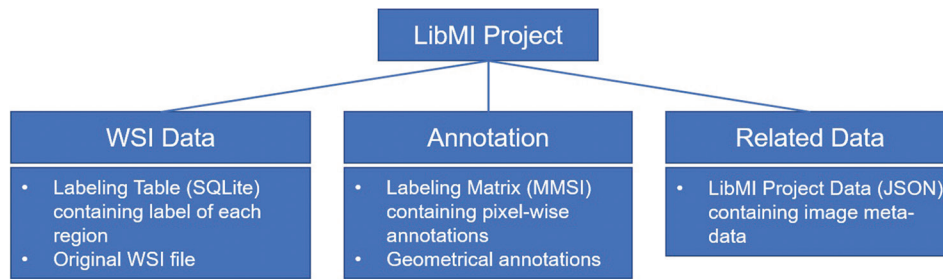 LibMI Project
WSI Data
• Labeling Table (SQLite)
containing label of each
region
• Original WSI file
Annotation
• Labeling Matrix (MMSI)
containing pixel-wise
annotations
• Geometrical annotations
Related Data
• LibMI Project Data (JSON)
containing image meta-
data